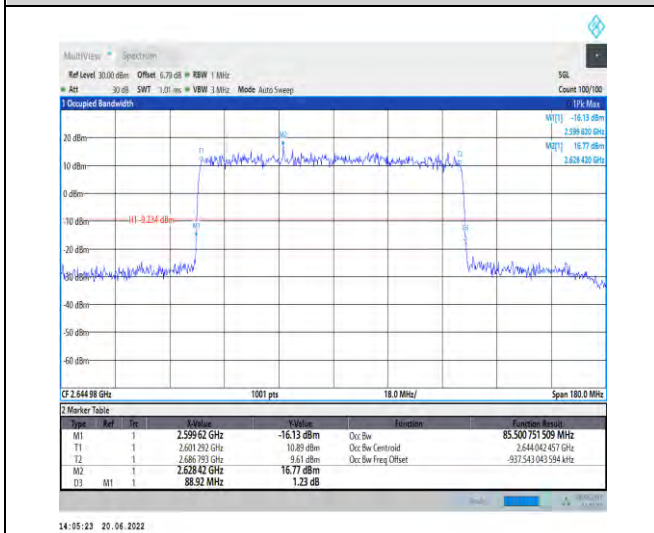 MultiView Spectrum
Ref Level 30.00 dBm Offset 6.79 dB RBW 1 MHz SGL
Att 30 dB SWT 1.01 ms VBW 3 MHz Mode Auto Sweep Count 100/100
1 Occupied Bandwidth 1Pk Max
M1[1] -16.13 dBm
2.599 620 GHz
M2[1] 16.77 dBm
2.628 420 GHz
20 dBm
M2
T1
T2
10 dBm
0 dBm
-10 dBm
H1 -9.234 dBm
M1
D3
-20 dBm
-30 dBm
-40 dBm
-50 dBm
-60 dBm
CF 2.644 98 GHz 1001 pts 18.0 MHz/ Span 180.0 MHz
2 Marker Table
Type Ref Trc X-Value Y-Value Function Function Result
M1 1 2.599 62 GHz -16.13 dBm Occ Bw 85.500 751 509 MHz
T1 1 2.601 292 GHz 10.89 dBm Occ Bw Centroid 2.644 042 457 GHz
T2 1 2.686 793 GHz 9.61 dBm Occ Bw Freq Offset -937.543 043 594 kHz
M2 1 2.628 42 GHz 16.77 dBm
D3 M1 1 88.92 MHz 1.23 dB
14:05:23 20.06.2022